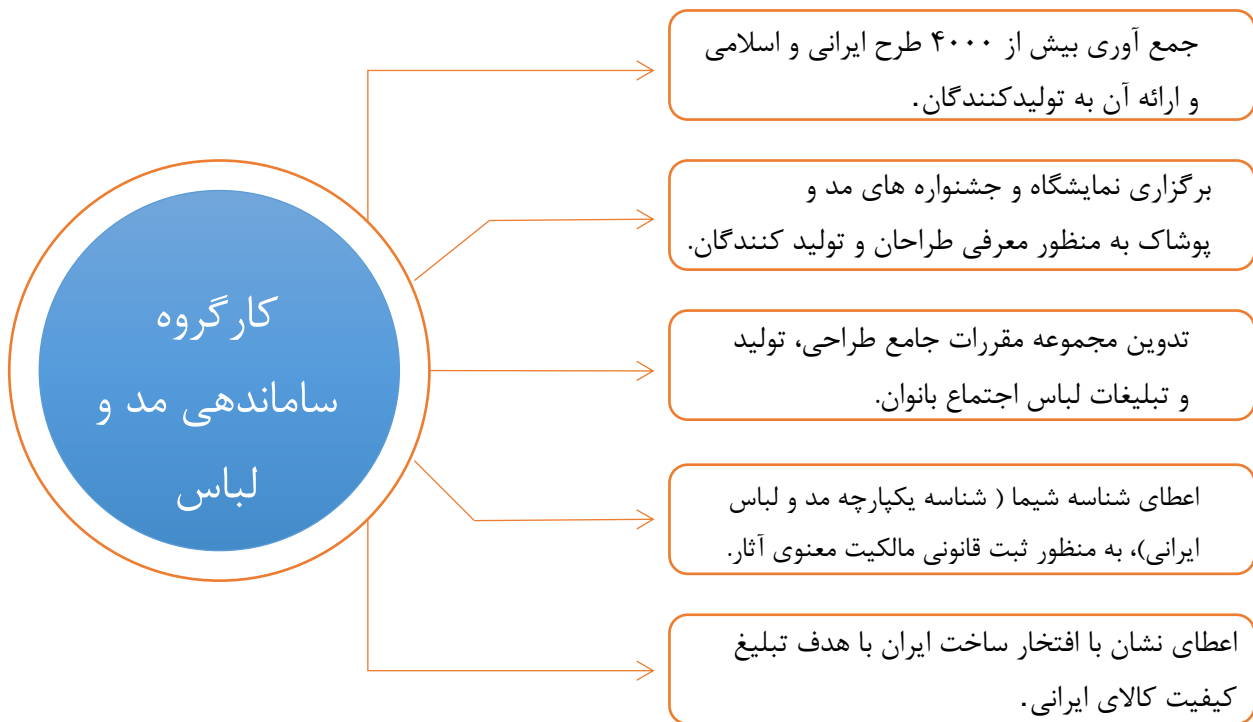 کارگروه
ساماندهی مد و
لباس
جمع آوری بیش از ۴۰۰۰ طرح ایرانی و اسلامی
و ارائه آن به تولیدکنندگان.
برگزاری نمایشگاه و جشنواره های مد و
پوشاک به منظور معرفی طراحان و تولید کنندگان.
تدوین مجموعه مقررات جامع طراحی، تولید
و تبلیغات لباس اجتماع بانوان.
اعطای شناسه شیما ( شناسه یکپارچه مد و لباس
ایرانی)، به منظور ثبت قانونی مالکیت معنوی آثار.
اعطای نشان با افتخار ساخت ایران با هدف تبلیغ
کیفیت کالای ایرانی.